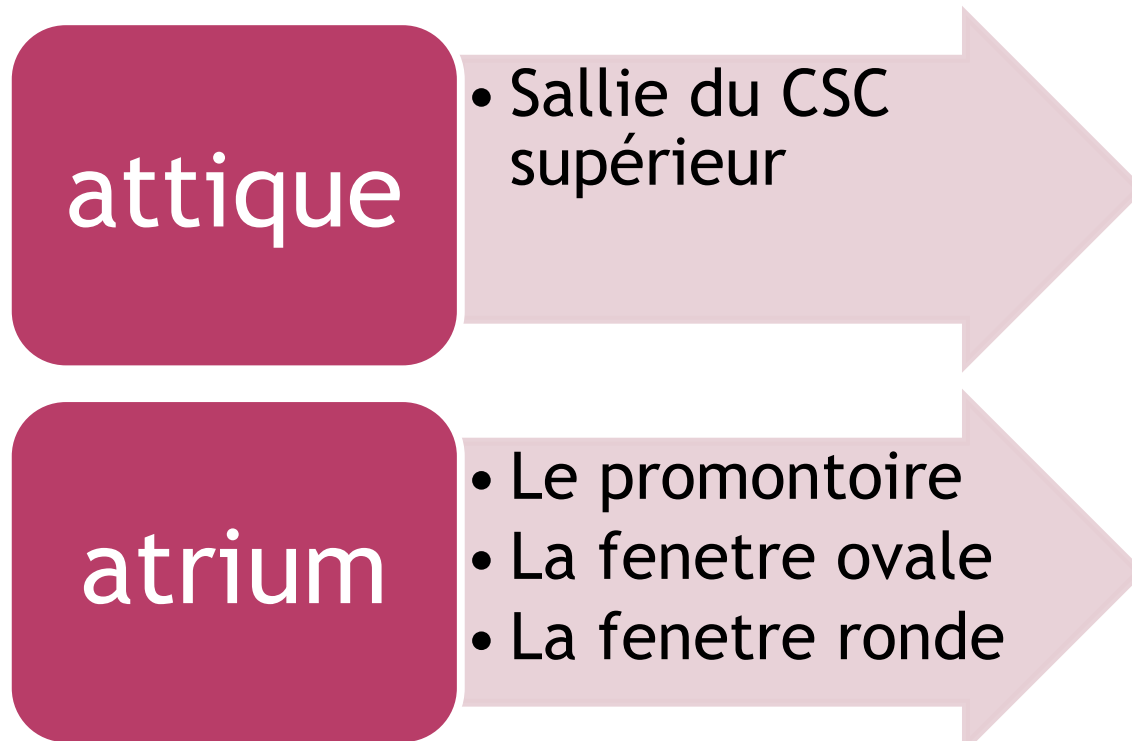 attique
• Sallie du CSC
supérieur
atrium
• Le promontoire
• La fenetre ovale
• La fenetre ronde